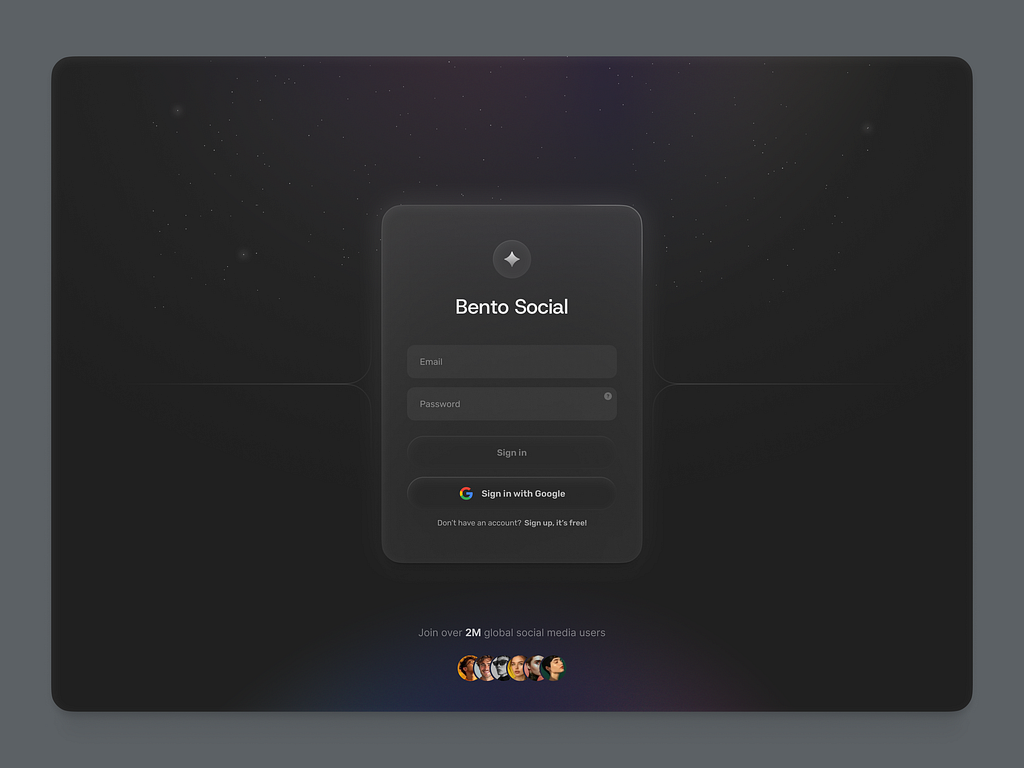 Bento Social
Email
Password
?
Sign in
Sign in with Google
Don't have an account? Sign up, it's free!
Join over 2M global social media users